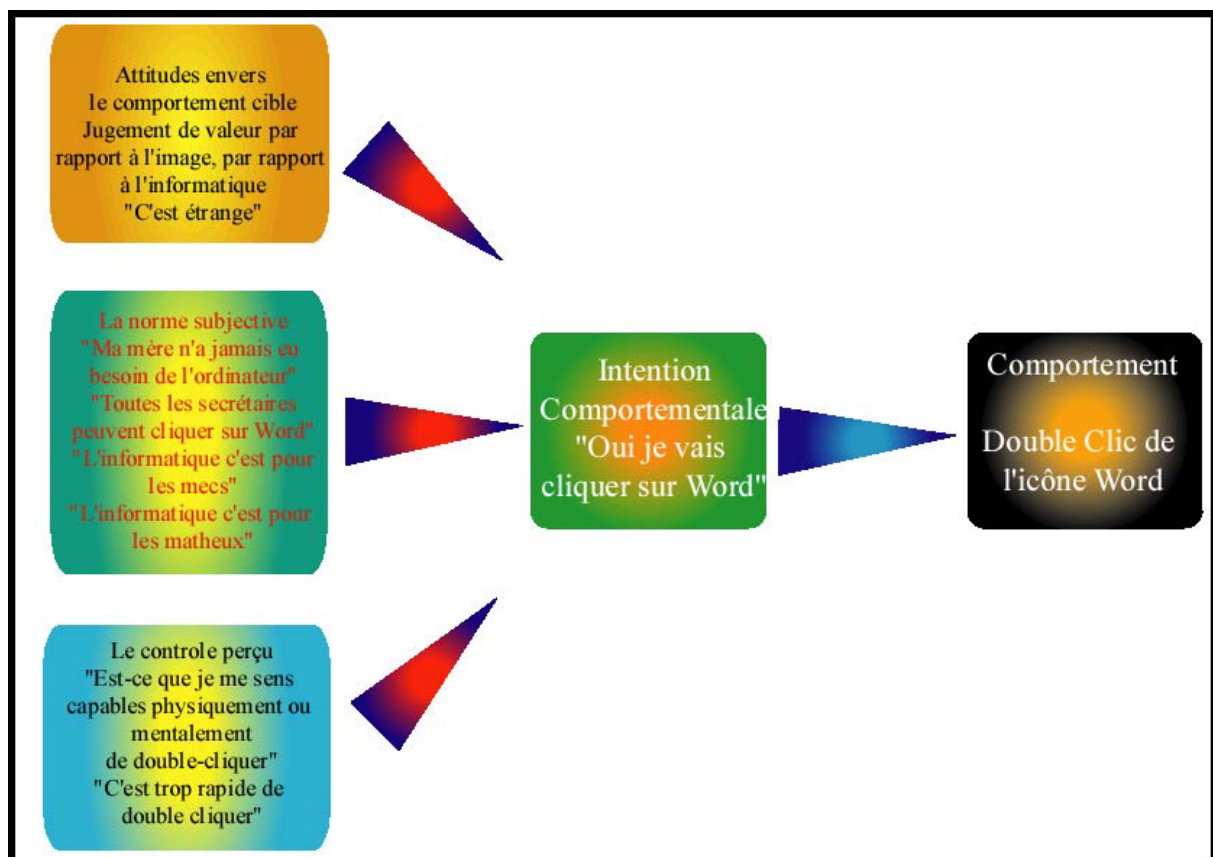 Attitudes envers
le comportement cible
Jugement de valeur par
rapport à l'image, par rapport
à l'informatique
"C'est étrange"
La norme subjective
"Ma mère n'a jamais eu
besoin de l'ordinateur"
"Toutes les secrétaires
peuvent cliquer sur Word"
"L'informatique c'est pour
les mecs"
"L'informatique c'est pour
les matheux"
Le controle perçu
"Est-ce que je me sens
capables physiquement ou
mentalement
de double-cliquer"
"C'est trop rapide de
double cliquer"
Intention
Comportementale
"Oui je vais
cliquer sur Word"
Comportement
Double Clic de
l'icône Word